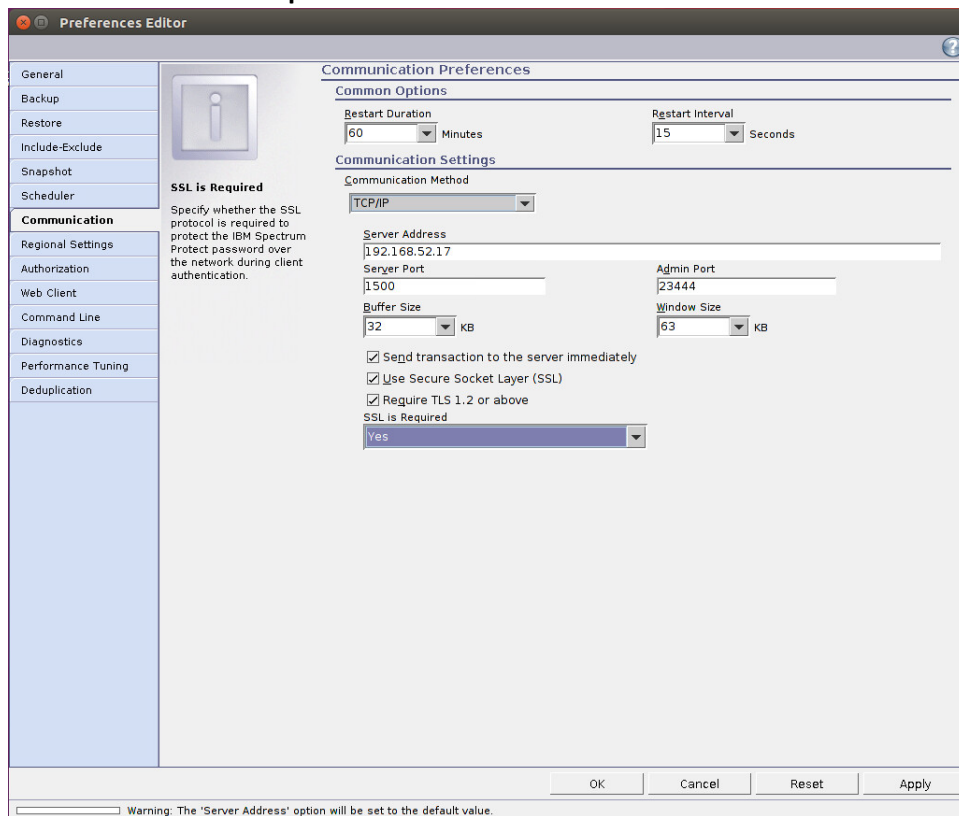 Preferences Editor
General
Backup
Restore
Include-Exclude
Snapshot
Scheduler
Communication
Regional Settings
Authorization
Web Client
Command Line
Diagnostics
Performance Tuning
Deduplication
SSL is Required
Specify whether the SSL
protocol is required to
protect the IBM Spectrum
Protect password over
the network during client
authentication.
Communication Preferences
Common Options
Restart Duration
60 Minutes
Restart Interval
15 Seconds
Communication Settings
Communication Method
TCP/IP
Server Address
192.168.52.17
Server Port
1500
Admin Port
23444
Buffer Size
32 KB
Window Size
63 KB
Send transaction to the server immediately
Use Secure Socket Layer (SSL)
Require TLS 1.2 or above
SSL is Required
Yes
OK Cancel Reset Apply
Warning: The 'Server Address' option will be set to the default value.